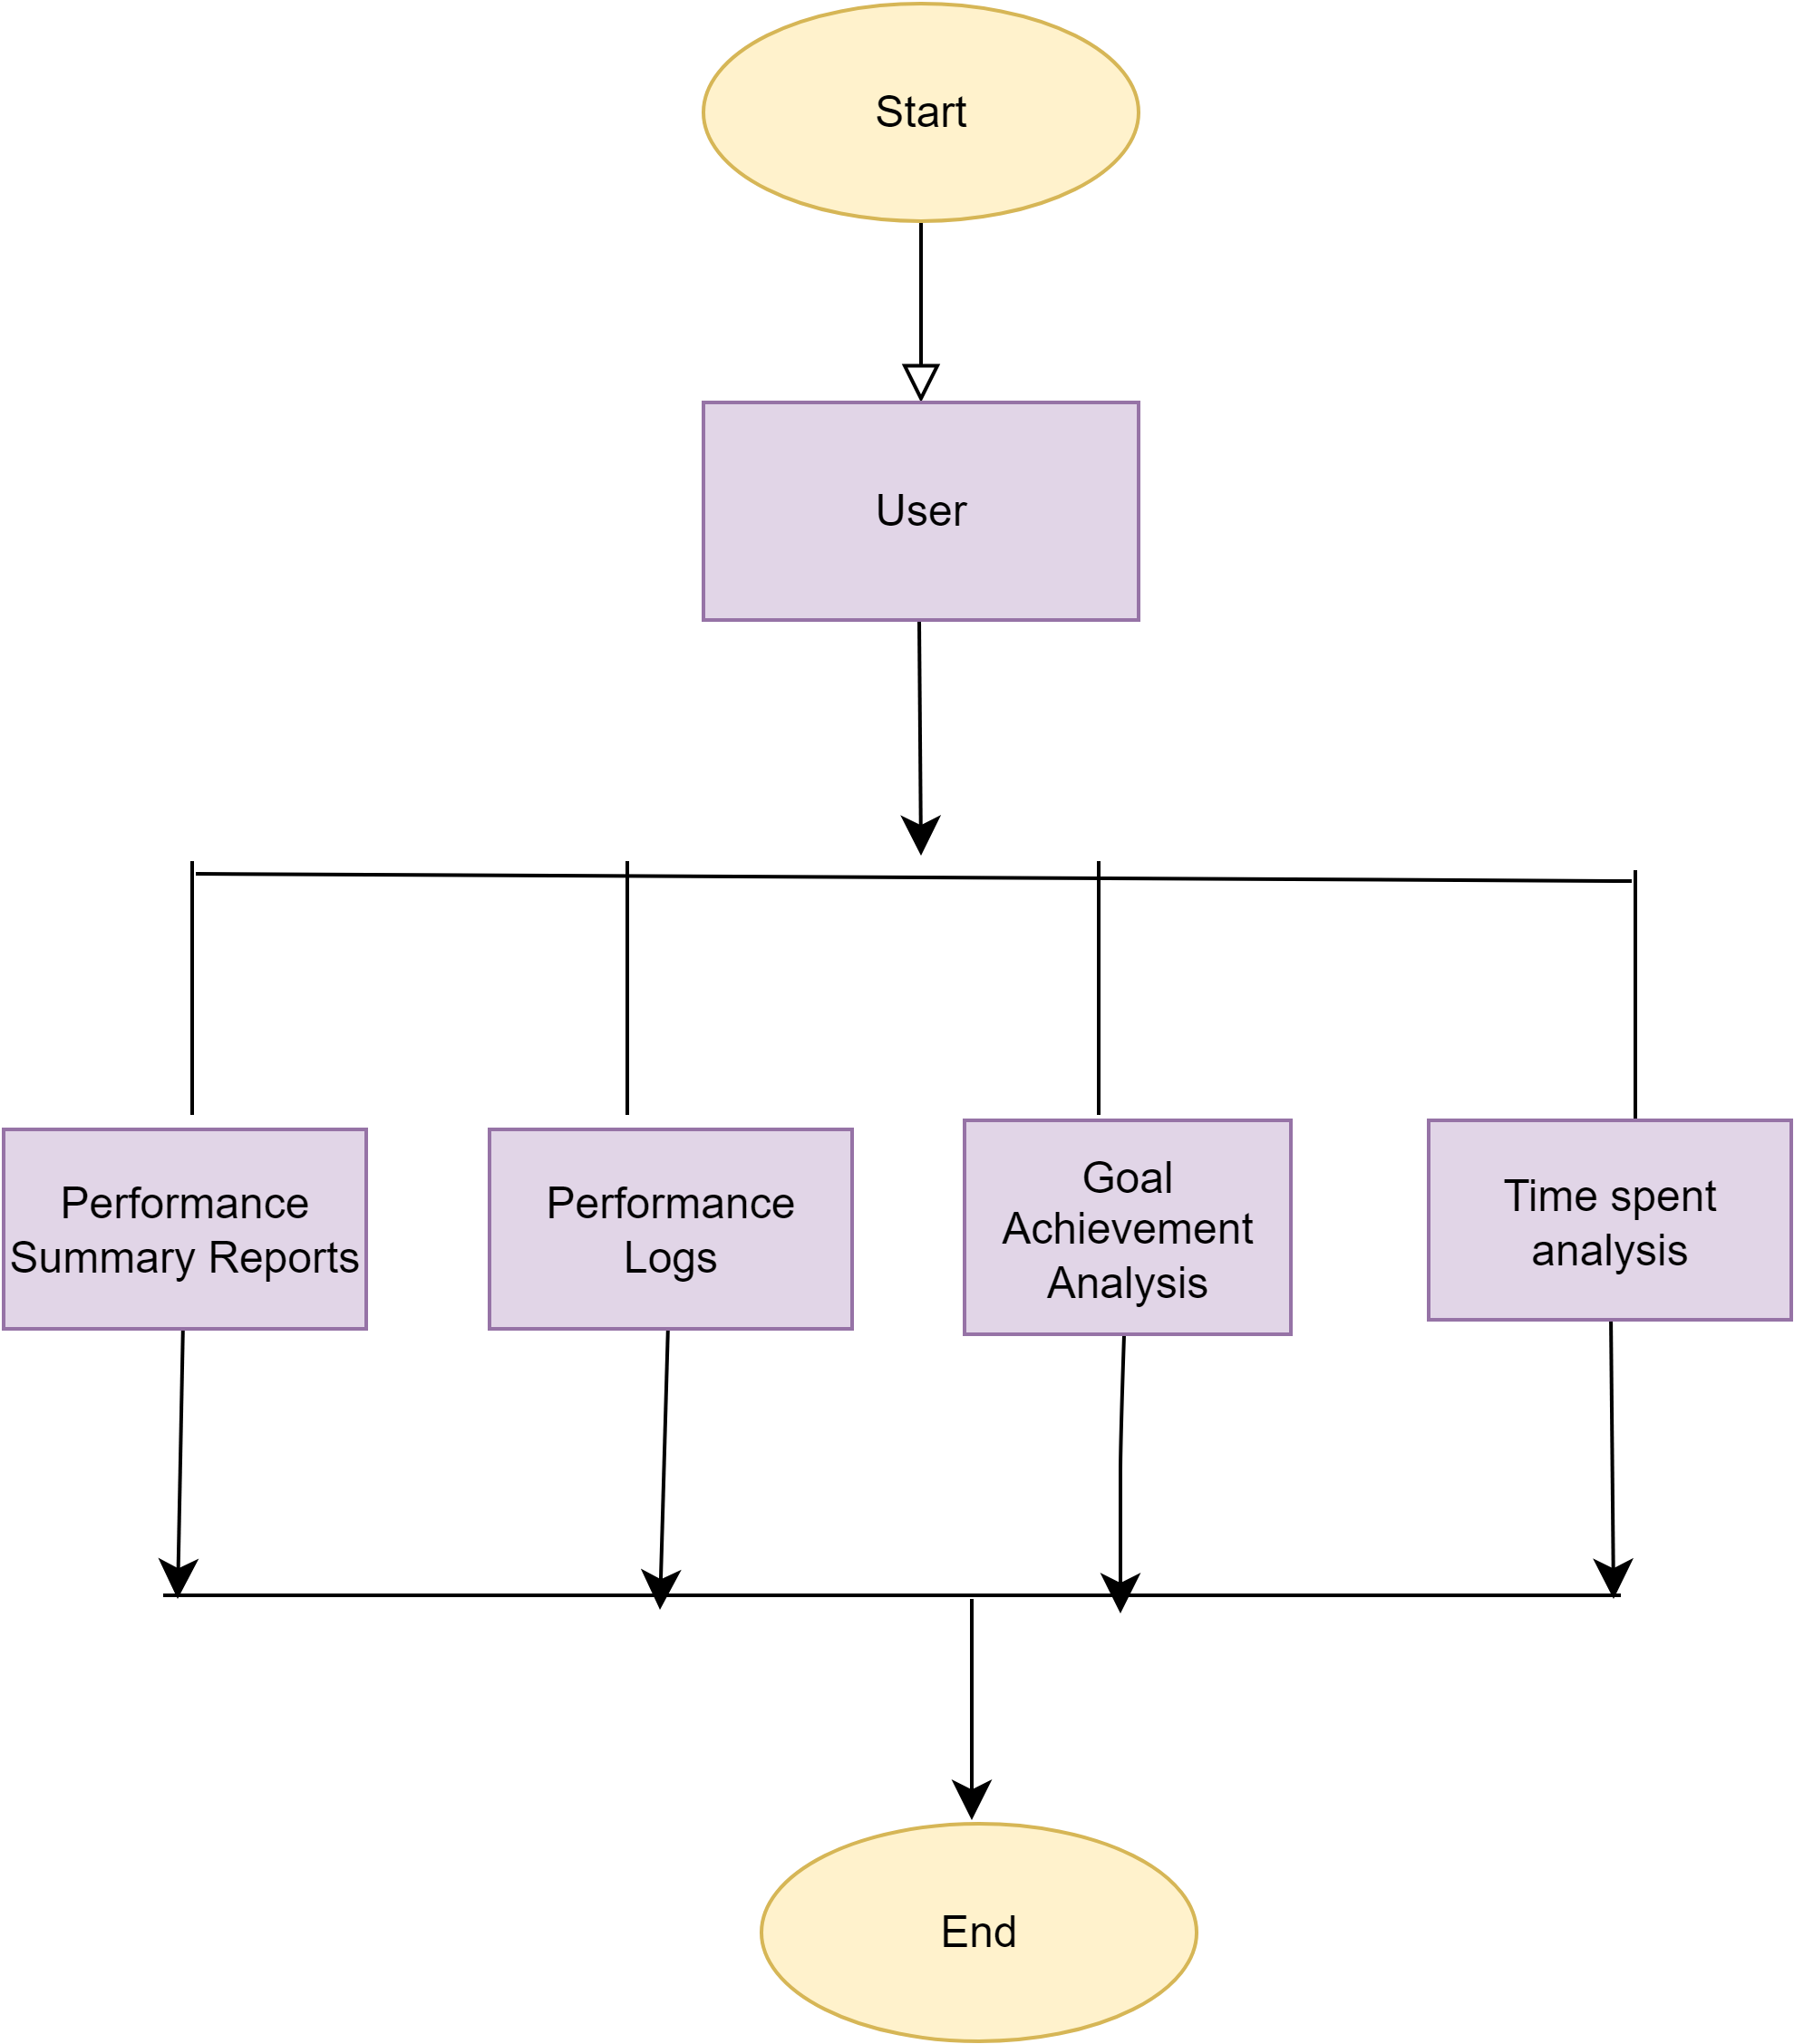 Start
User
Performance
Summary Reports
Performance
Logs
Goal
Achievement
Analysis
Time spent
analysis
End